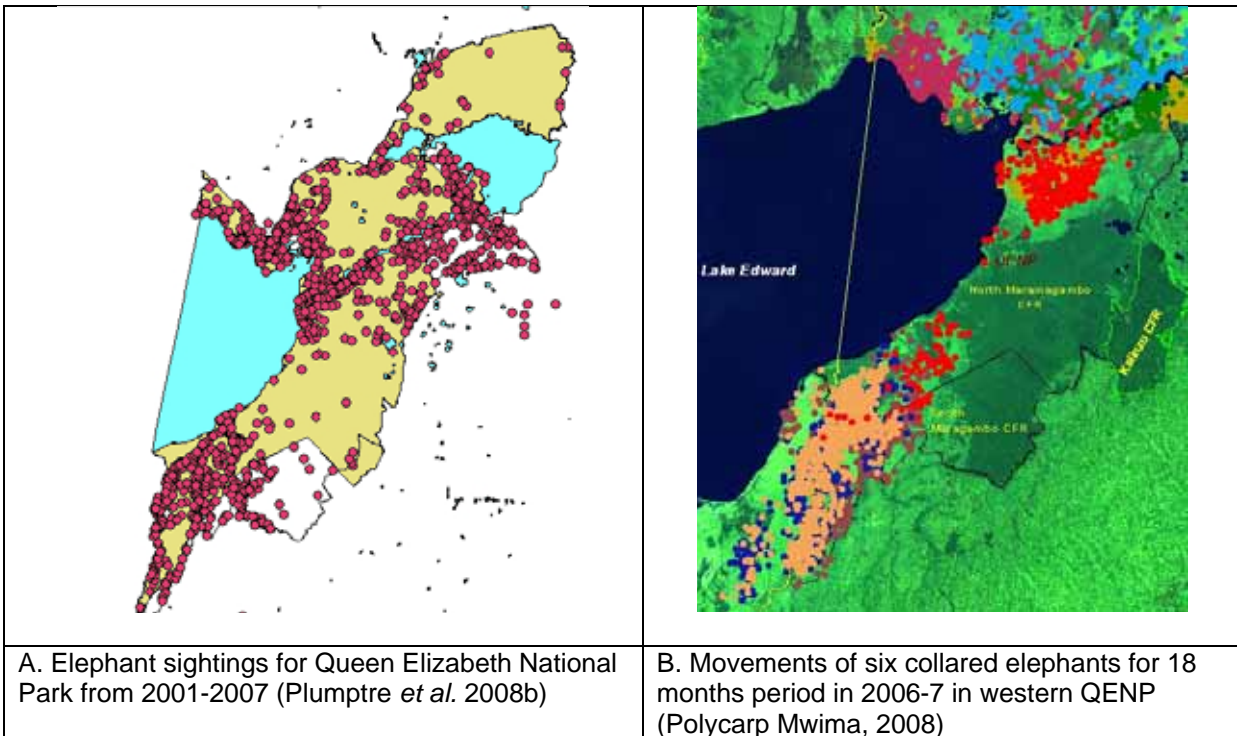 Lake Edward
QENP
North Maramagambo
CFR
Kalinzu CFR
South
Maramagambo CFR
A. Elephant sightings for Queen Elizabeth National
Park from 2001-2007 (Plumptre et al. 2008b)
B. Movements of six collared elephants for 18
months period in 2006-7 in western QENP
(Polycarp Mwima, 2008)